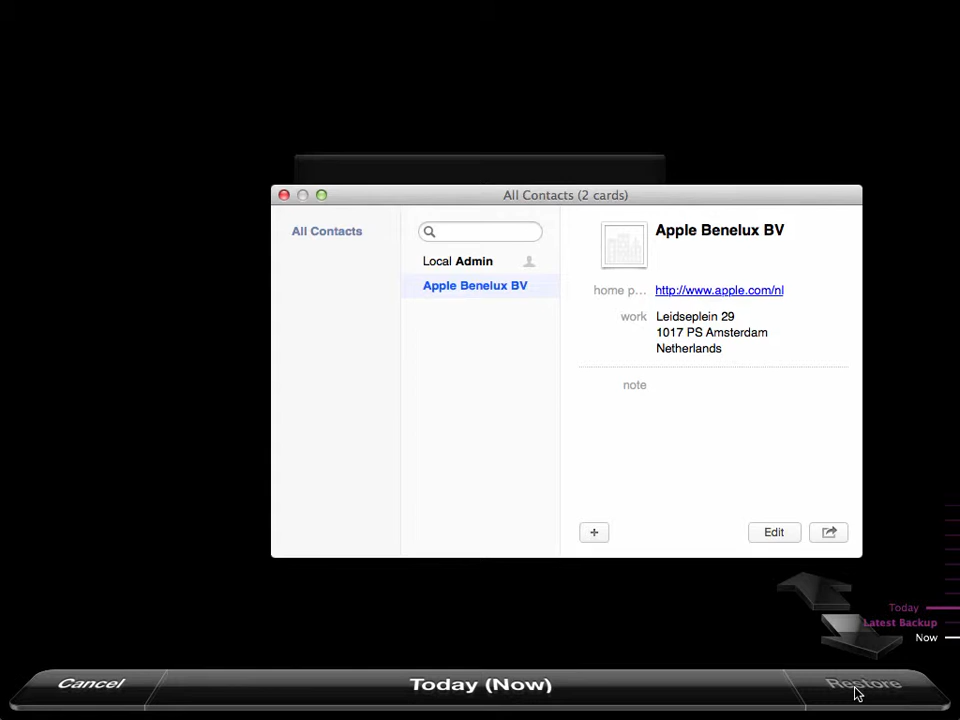 All Contacts (2 cards)
All Contacts
Local Admin
Apple Benelux BV
Apple Benelux BV
home p...
http://www.apple.com/nl
work
Leidseplein 29
1017 PS Amsterdam
Netherlands
note
+
Edit
Today
Latest Backup
Now
Cancel
Today (Now)
Restore